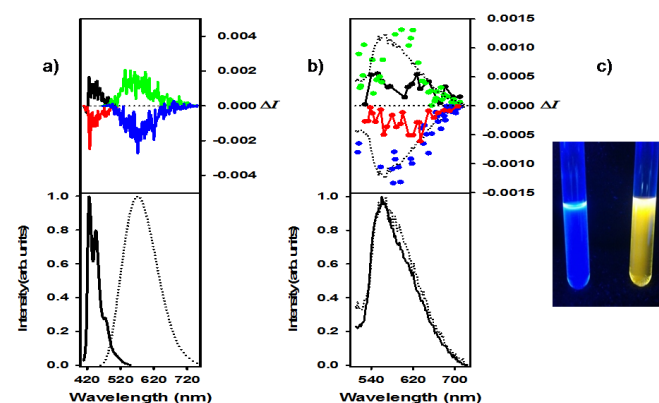 a)
0.004
0.002
0.000 ΔI
-0.002
-0.004
Intensity(arb. units)
1.0
0.8
0.6
0.4
0.2
0.0
420 520 620 720
Wavelength (nm)
b)
0.0015
0.0010
0.0005
0.0000 ΔI
-0.0005
-0.0010
-0.0015
Intensity(arb. units)
1.0
0.8
0.6
0.4
0.2
0.0
540 620 700
Wavelength (nm)
c)